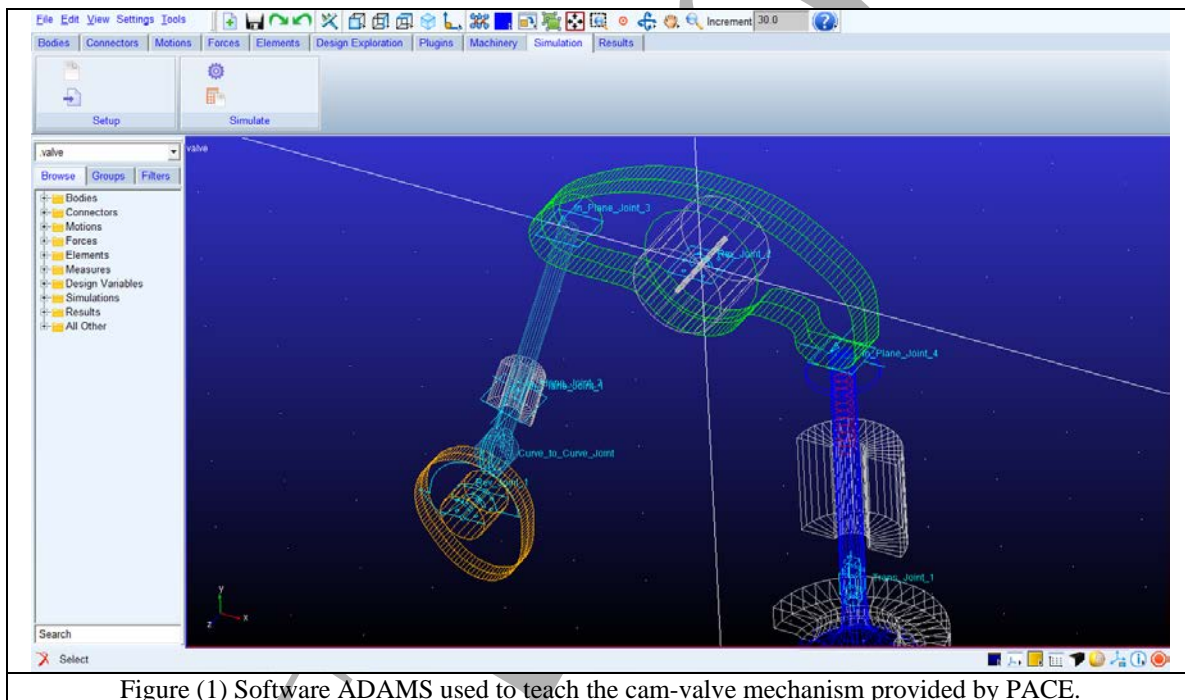 File Edit View Settings Tools
Increment 30.0
Bodies Connectors Motions Forces Elements Design Exploration Plugins Machinery Simulation Results
Setup Simulate
.valve
valve
Browse Groups Filters
Bodies
Connectors
Motions
Forces
Elements
Measures
Design Variables
Simulations
Results
All Other
In_Plane_Joint_3
Rev_Joint_2
In_Plane_Joint_4
Curve_to_Curve_Joint
Rev_Joint_1
Trans_Joint_1
y
x
z
Search
Select
Figure (1) Software ADAMS used to teach the cam-valve mechanism provided by PACE.